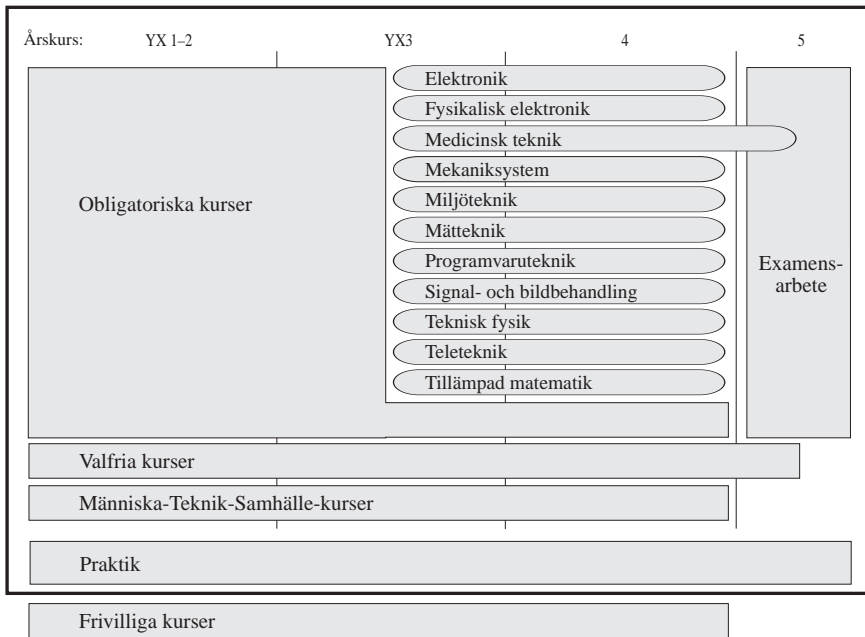 Årskurs: YX 1–2 YX3 4 5
Elektronik
Fysikalisk elektronik
Medicinsk teknik
Mekaniksystem
Obligatoriska kurser
Miljöteknik
Mätteknik
Programvaruteknik
Signal- och bildbehandling
Teknisk fysik
Teleteknik
Tillämpad matematik
Examens-
arbete
Valfria kurser
Människa-Teknik-Samhälle-kurser
Praktik
Frivilliga kurser